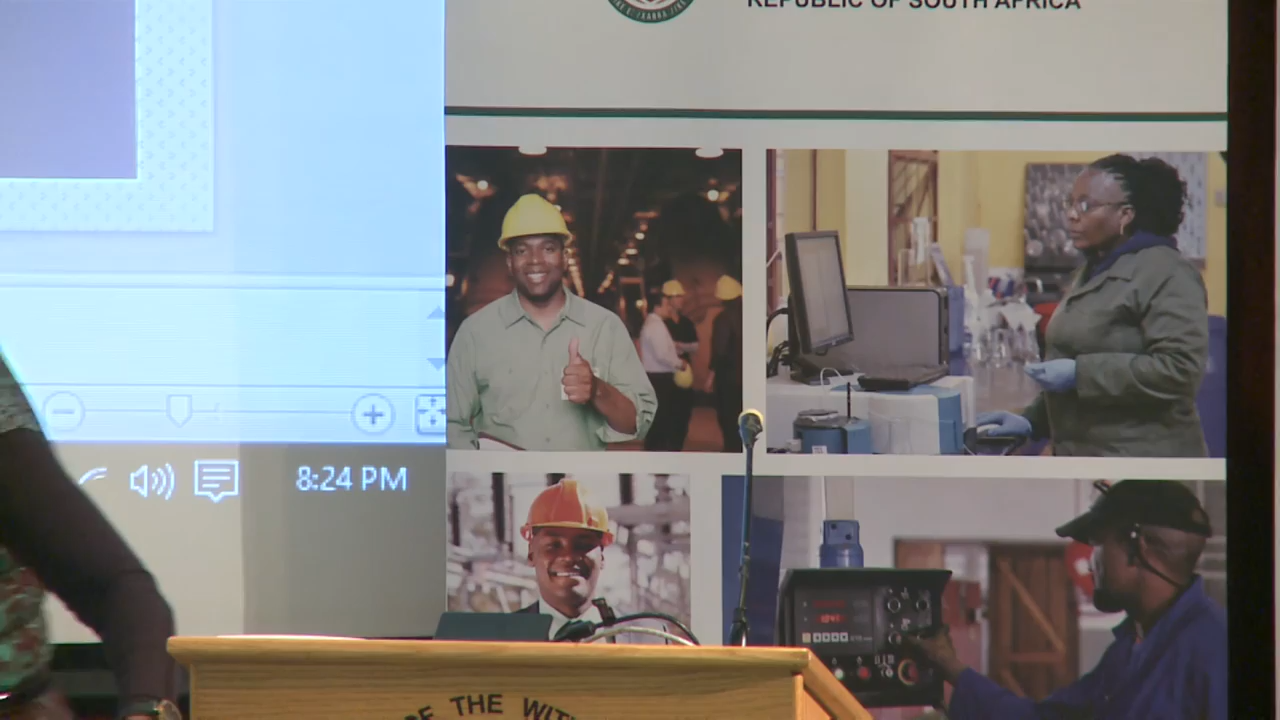 REPUBLIC OF SOUTH AFRICA
8:24 PM
OF THE WIT